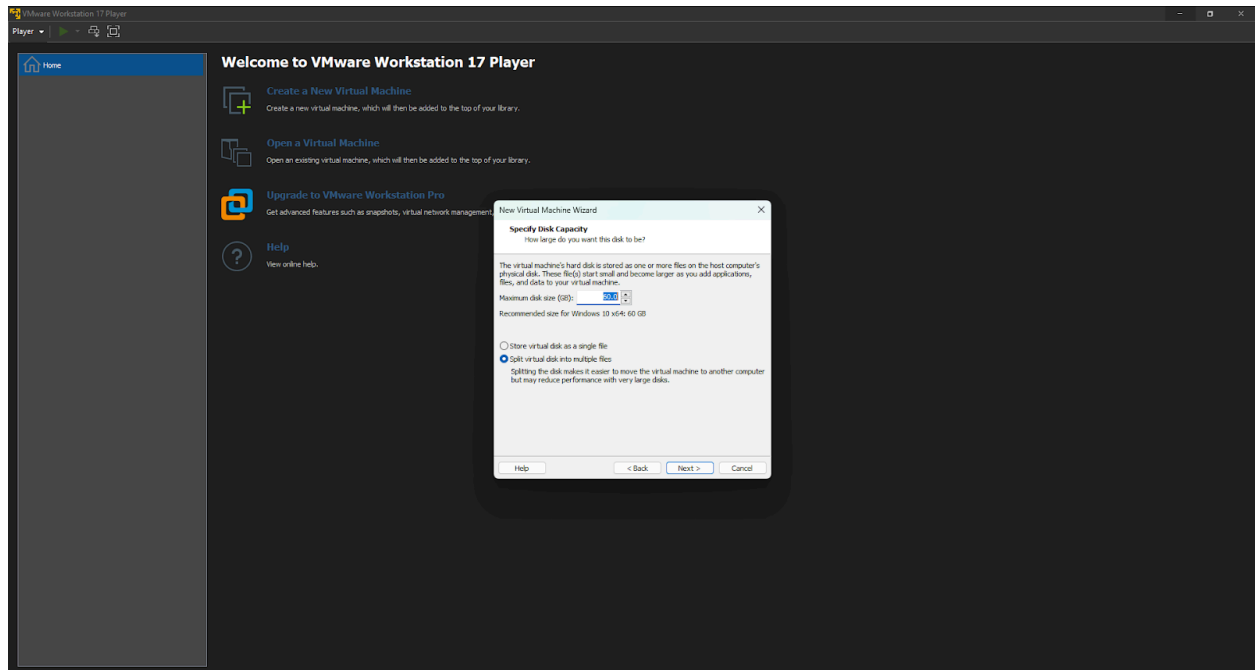 VMware Workstation 17 Player
Player
Home
Welcome to VMware Workstation 17 Player
Create a New Virtual Machine
Create a new virtual machine, which will then be added to the top of your library.
Open a Virtual Machine
Open an existing virtual machine, which will then be added to the top of your library.
Upgrade to VMware Workstation Pro
Get advanced features such as snapshots, virtual network management,
Help
View online help.
New Virtual Machine Wizard
Specify Disk Capacity
How large do you want this disk to be?
The virtual machine's hard disk is stored as one or more files on the host computer's
physical disk. These file(s) start small and become larger as you add applications,
files, and data to your virtual machine.
Maximum disk size (GB): 60.0
Recommended size for Windows 10 x64: 60 GB
Store virtual disk as a single file
Split virtual disk into multiple files
Splitting the disk makes it easier to move the virtual machine to another computer
but may reduce performance with very large disks.
Help < Back Next > Cancel